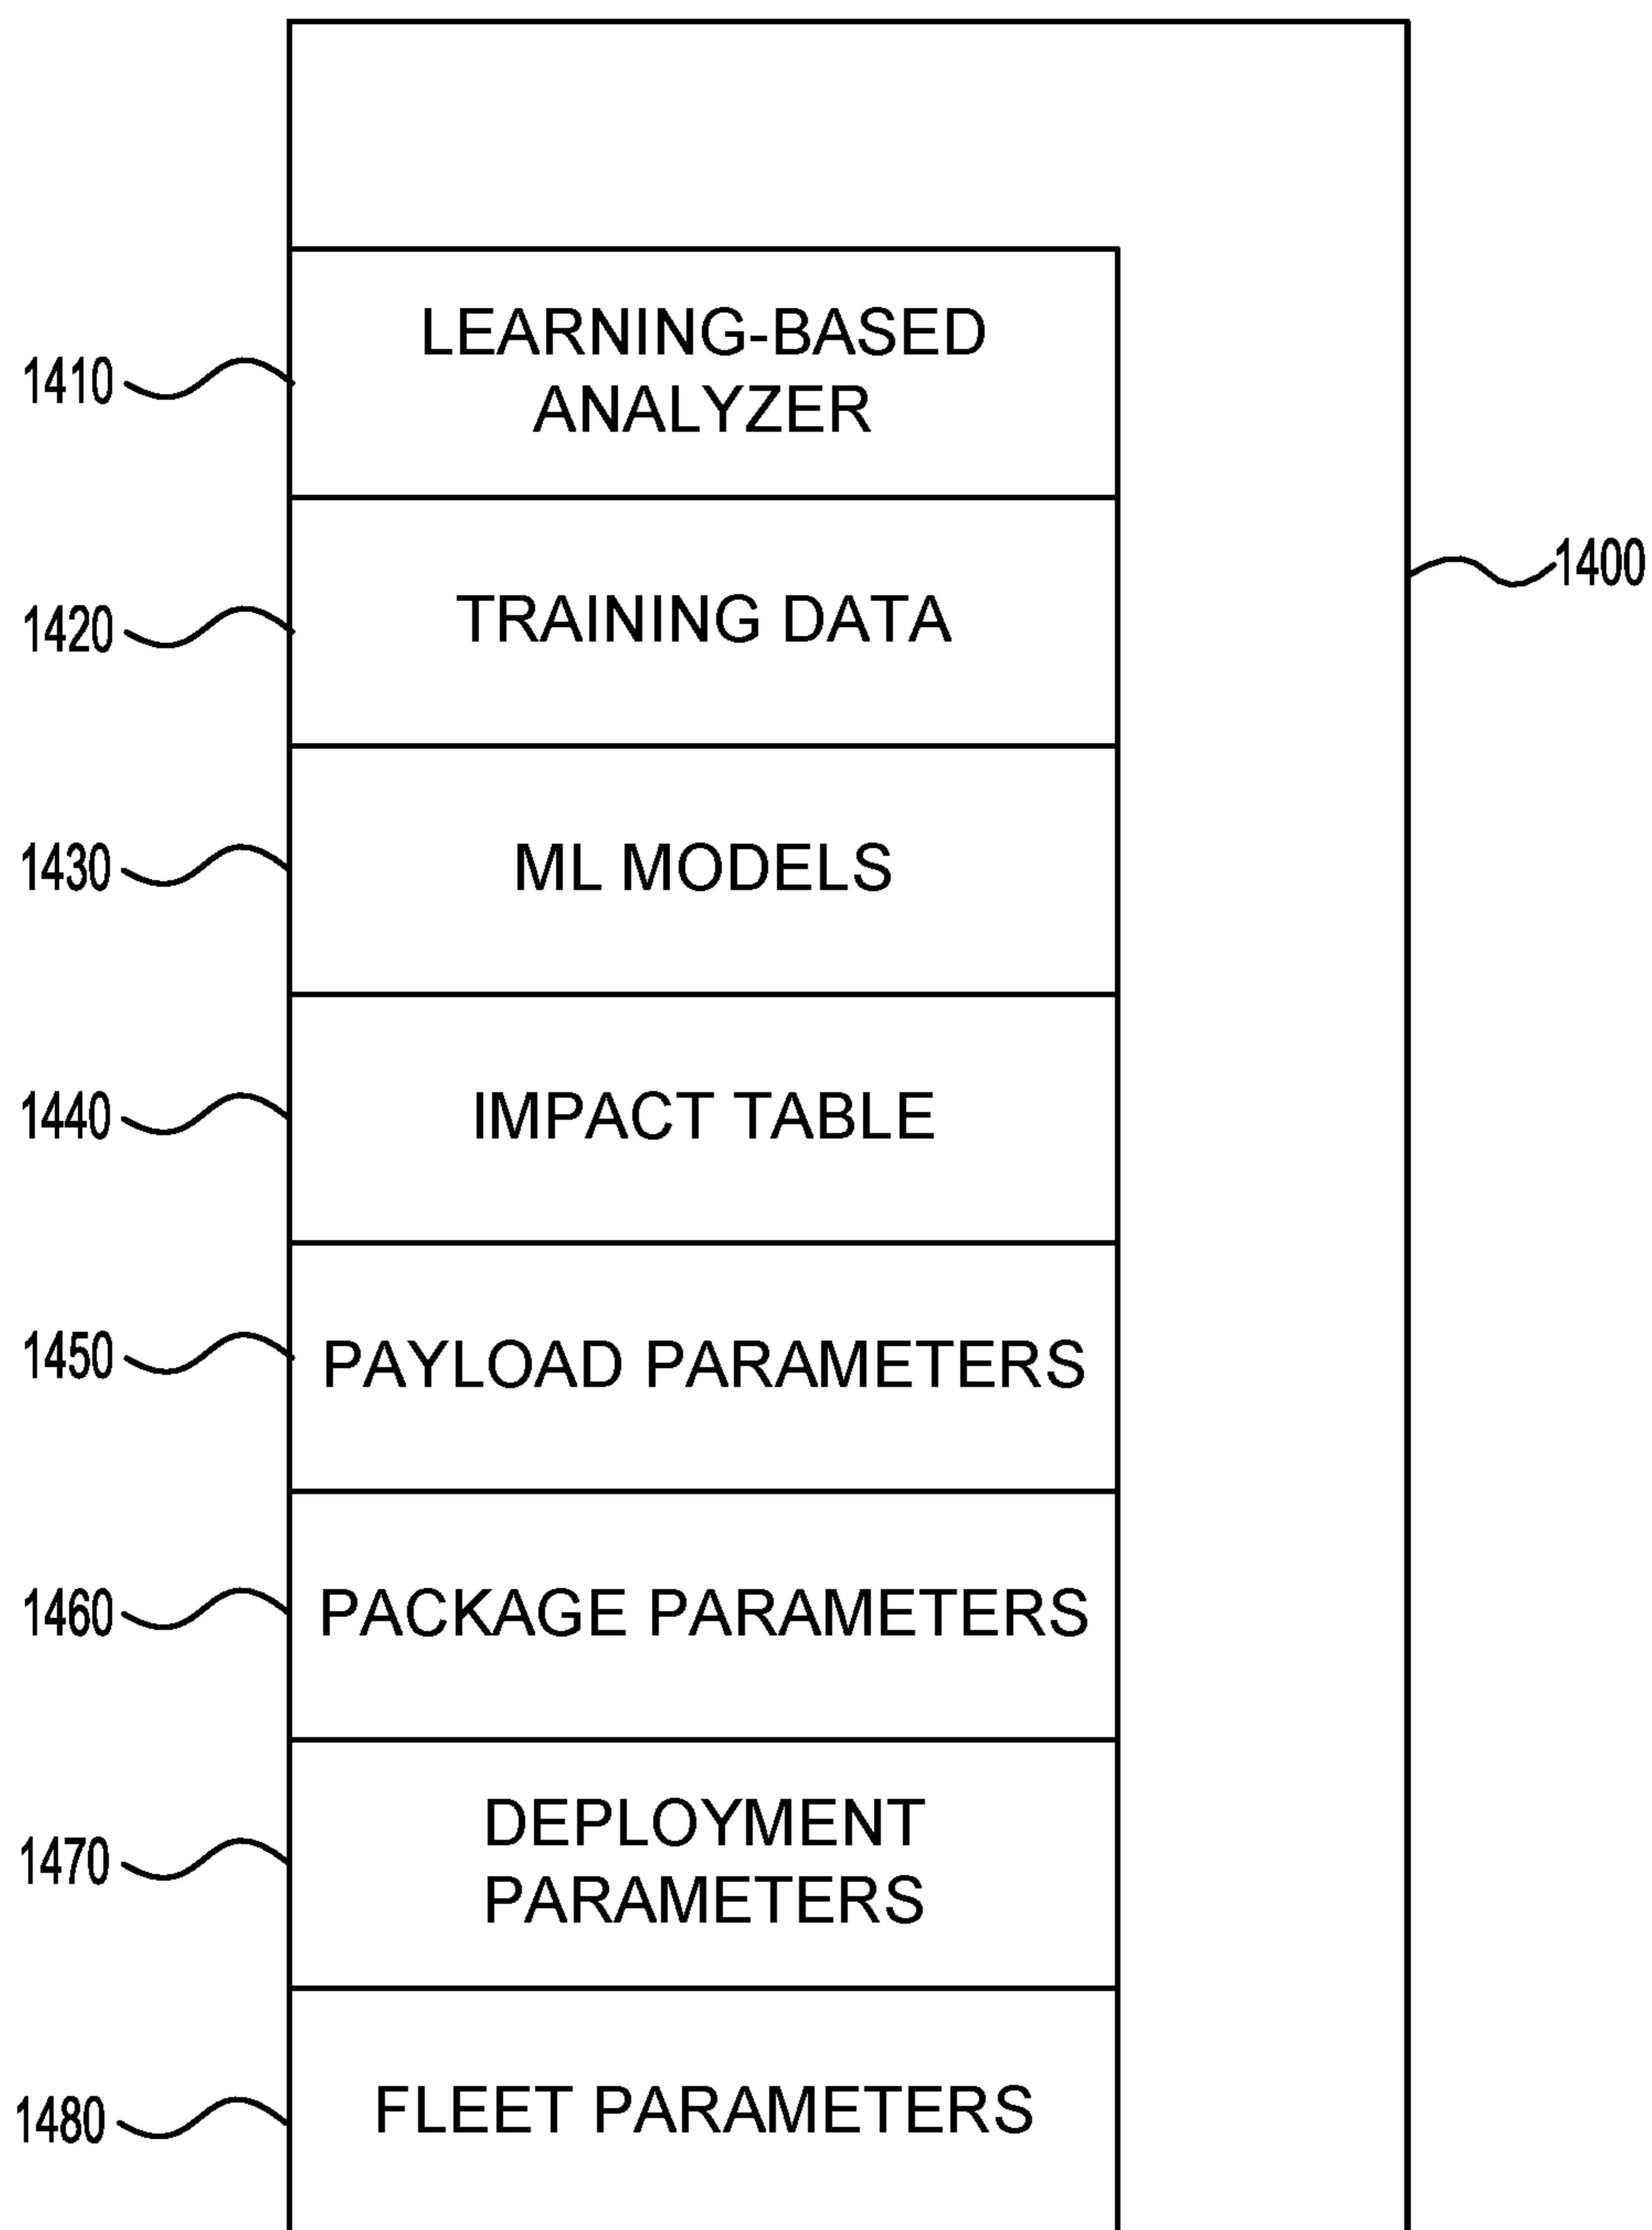 1410
LEARNING-BASED
ANALYZER
1400
1420
TRAINING DATA
1430
ML MODELS
1440
IMPACT TABLE
1450
PAYLOAD PARAMETERS
1460
PACKAGE PARAMETERS
1470
DEPLOYMENT
PARAMETERS
1480
FLEET PARAMETERS